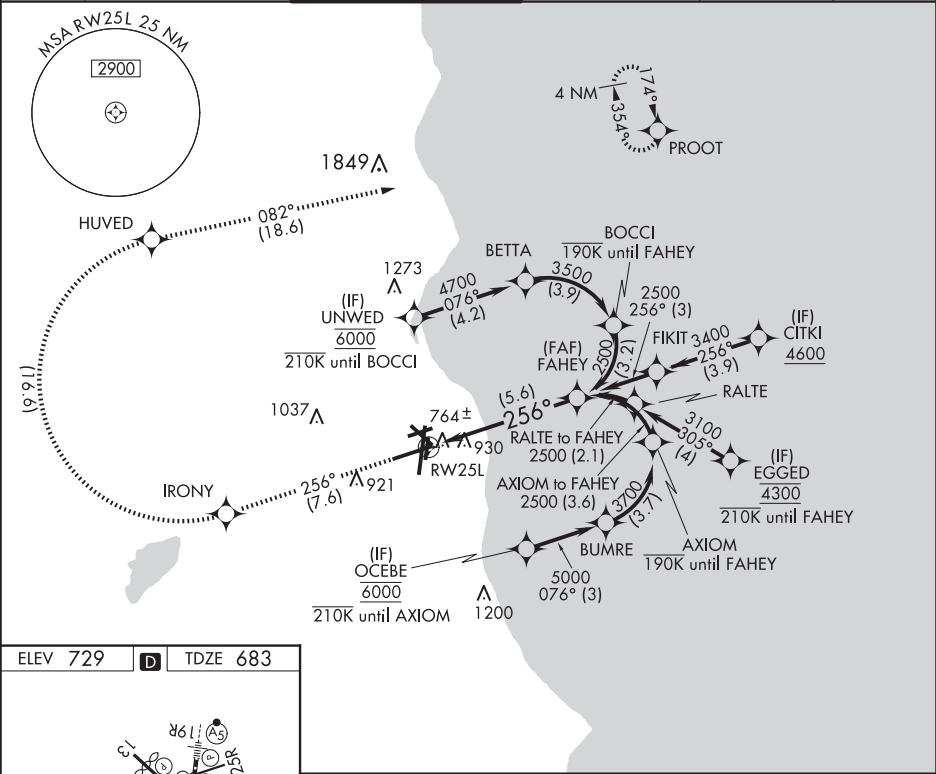 MSA RW25L 25 NM
2900
4 NM
174°
354°
PROOT
1849
HUVED
082°
(18.6)
BOCCI
190K until FAHEY
BETTA
3500
(3.9)
1273
4700
076°
(4.2)
2500
256° (3)
(IF)
UNWED
6000
210K until BOCCI
FIKIT
3400
256°
(3.9)
(IF)
CITKI
4600
(FAF)
FAHEY
2500
(3.2)
(16.9)
(5.6)
256°
RALTE
1037
764±
930
RW25L
RALTE to FAHEY
2500 (2.1)
3100
305°
(4)
(IF)
EGGED
4300
210K until FAHEY
AXIOM to FAHEY
2500 (3.6)
IRONY
256°
(7.6)
921
3700
(3.7)
BUMRE
AXIOM
190K until FAHEY
(IF)
OCEBE
6000
210K until AXIOM
5000
076° (3)
1200
ELEV 729
D
TDZE 683
19R
A5
P
25R
13
P